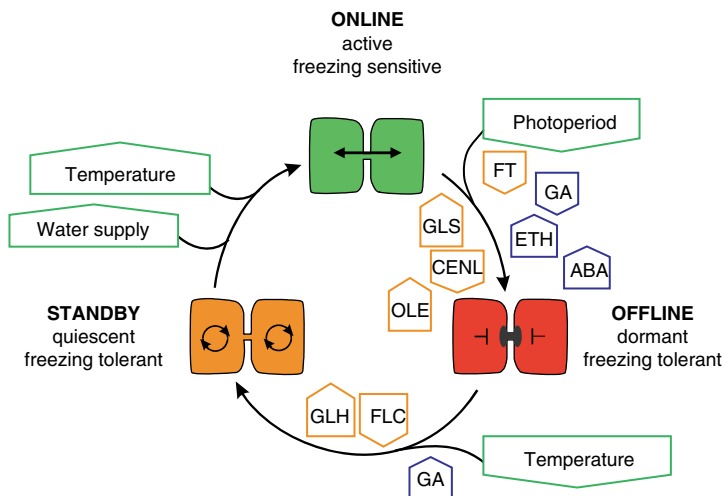 ONLINE
active
freezing sensitive
Photoperiod
FT
GA
Temperature
GLS
ETH
Water supply
CENL
ABA
OLE
STANDBY
quiescent
freezing tolerant
OFFLINE
dormant
freezing tolerant
GLH
FLC
GA
Temperature